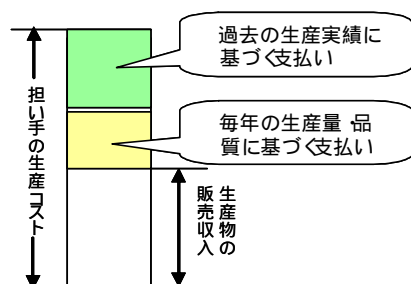 過去の生産実績に
基づく支払い
毎年の生産量・品
質に基づく支払い
担い手の生産コスト
生産物の
販売収入